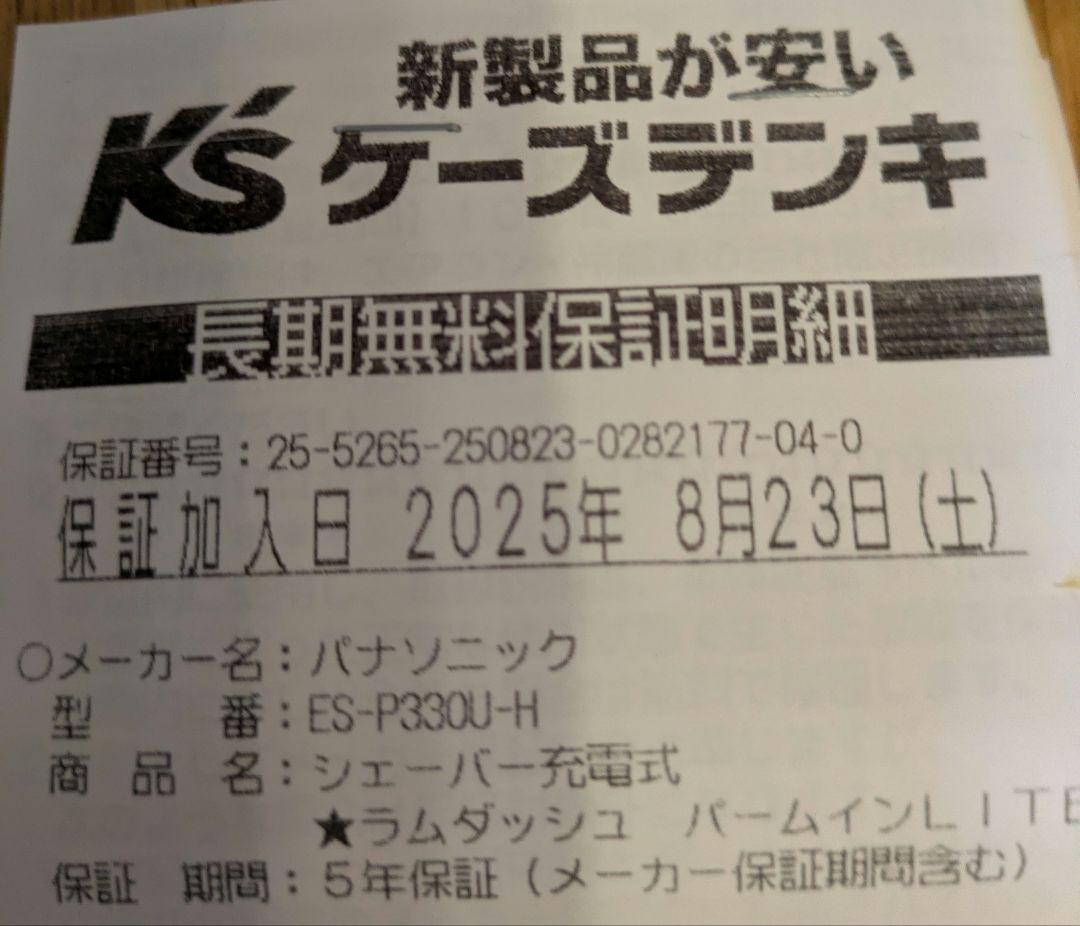 新製品が安い
K's ケーズデンキ
長期無料保証明細
保証番号：25-5265-250823-0282177-04-0
保証加入日 2025年 8月23日(土)
○メーカー名：パナソニック
型 番：ES-P330U-H
商 品 名：シェーバー充電式
★ラムダッシュ パームインLITE
保証 期間：5年保証（メーカー保証期間含む）